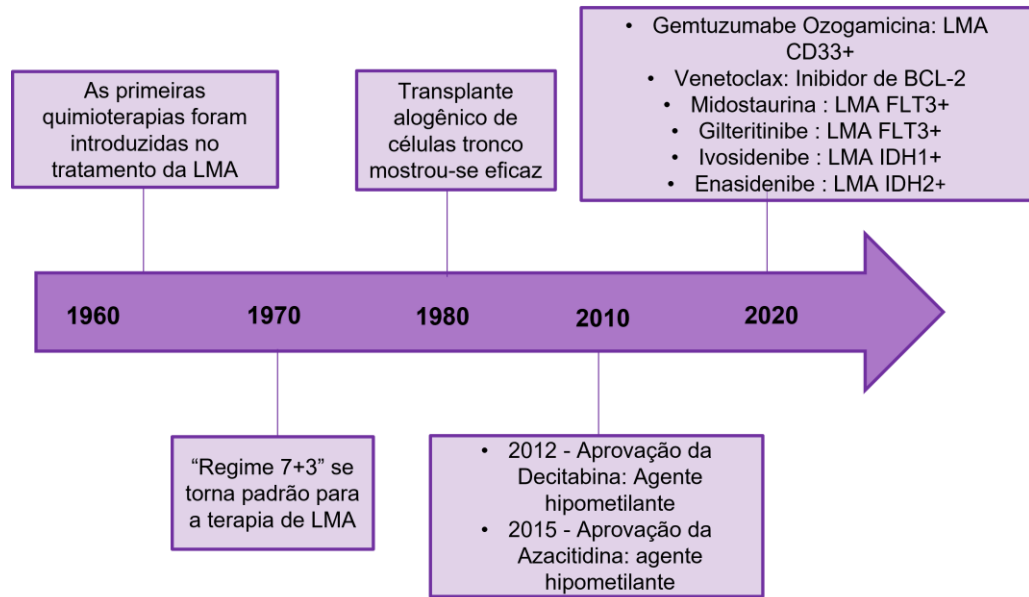 As primeiras
quimioterapias foram
introduzidas no
tratamento da LMA
Transplante
alogênico de
células tronco
mostrou-se eficaz
• Gemtuzumabe Ozogamicina: LMA
CD33+
• Venetoclax: Inibidor de BCL-2
• Midostaurina : LMA FLT3+
• Gilteritinibe : LMA FLT3+
• Ivosidenibe : LMA IDH1+
• Enasidenibe : LMA IDH2+
1960 1970 1980 2010 2020
“Regime 7+3” se
torna padrão para
a terapia de LMA
• 2012 - Aprovação da
Decitabina: Agente
hipometilante
• 2015 - Aprovação da
Azacitidina: agente
hipometilante